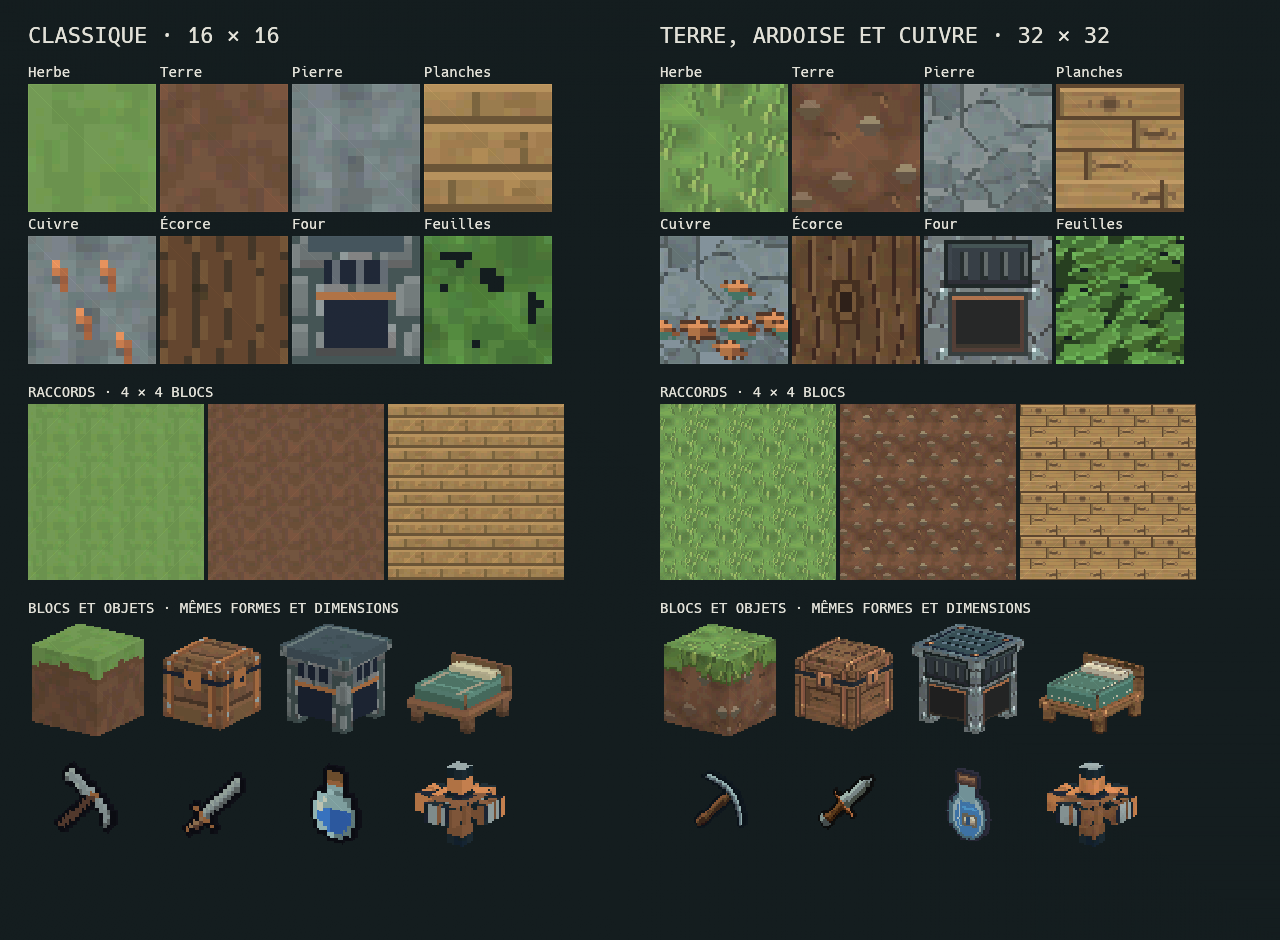 CLASSIQUE · 16 × 16
Herbe
Terre
Pierre
Planches
Cuivre
Écorce
Four
Feuilles
RACCORDS · 4 × 4 BLOCS
BLOCS ET OBJETS · MÊMES FORMES ET DIMENSIONS
TERRE, ARDOISE ET CUIVRE · 32 × 32
Herbe
Terre
Pierre
Planches
Cuivre
Écorce
Four
Feuilles
RACCORDS · 4 × 4 BLOCS
BLOCS ET OBJETS · MÊMES FORMES ET DIMENSIONS